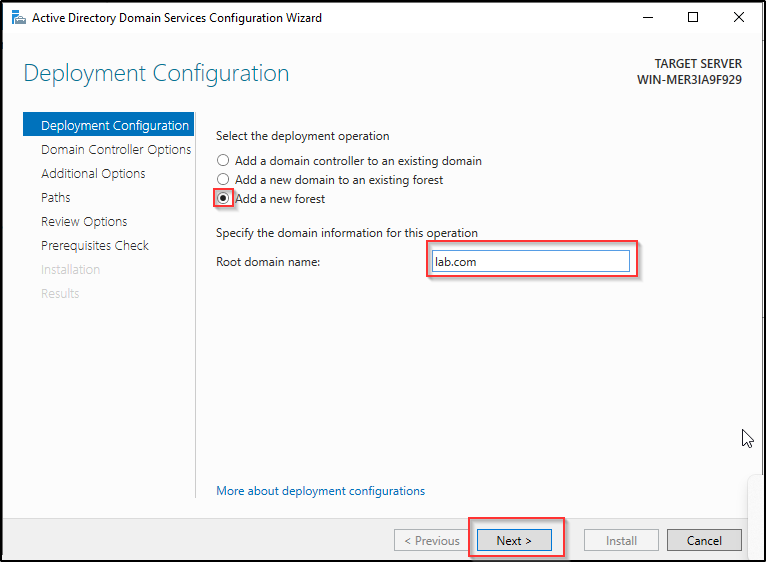 Active Directory Domain Services Configuration Wizard
Deployment Configuration
TARGET SERVER
WIN-MER3IA9F929
Deployment Configuration
Domain Controller Options
Additional Options
Paths
Review Options
Prerequisites Check
Installation
Results
Select the deployment operation
Add a domain controller to an existing domain
Add a new domain to an existing forest
Add a new forest
Specify the domain information for this operation
Root domain name:
lab.com
More about deployment configurations
< Previous
Next >
Install
Cancel